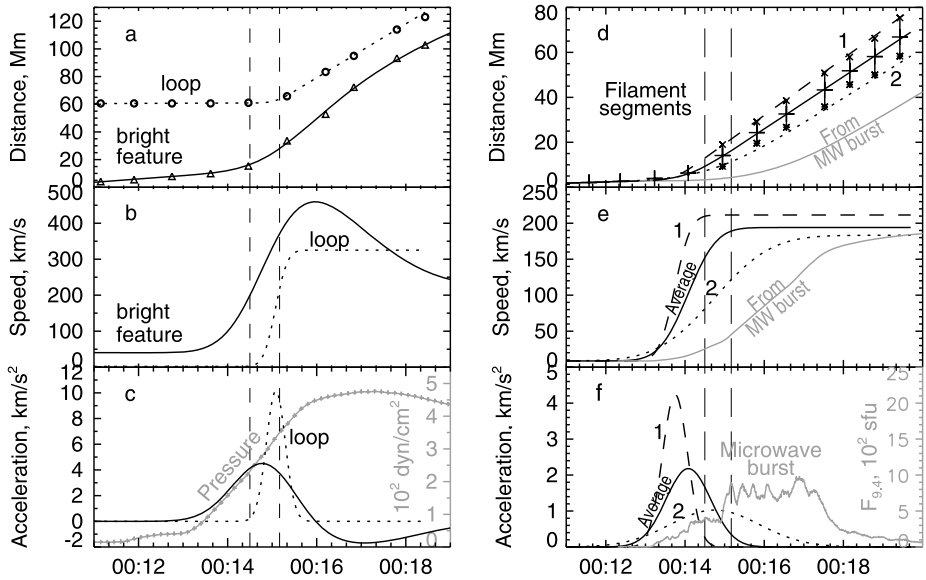 a
Distance, Mm
120
100
80
60
40
20
0
loop
bright
feature
b
Speed, km/s
500
400
300
200
100
0
loop
bright
feature
c
Acceleration, km/s²
12
10
8
6
4
2
0
-2
Pressure
loop
10² dyn/cm²
5
4
3
2
1
0
00:12 00:14 00:16 00:18
d
Distance, Mm
80
60
40
20
0
Filament
segments
1
2
From
MW burst
e
Speed, km/s
250
200
150
100
50
0
1
Average
2
From
MW burst
f
Acceleration. km/s²
5
4
3
2
1
0
1
Average
2
Microwave
burst
F9.4, 10² sfu
25
20
15
10
5
0
00:12 00:14 00:16 00:18